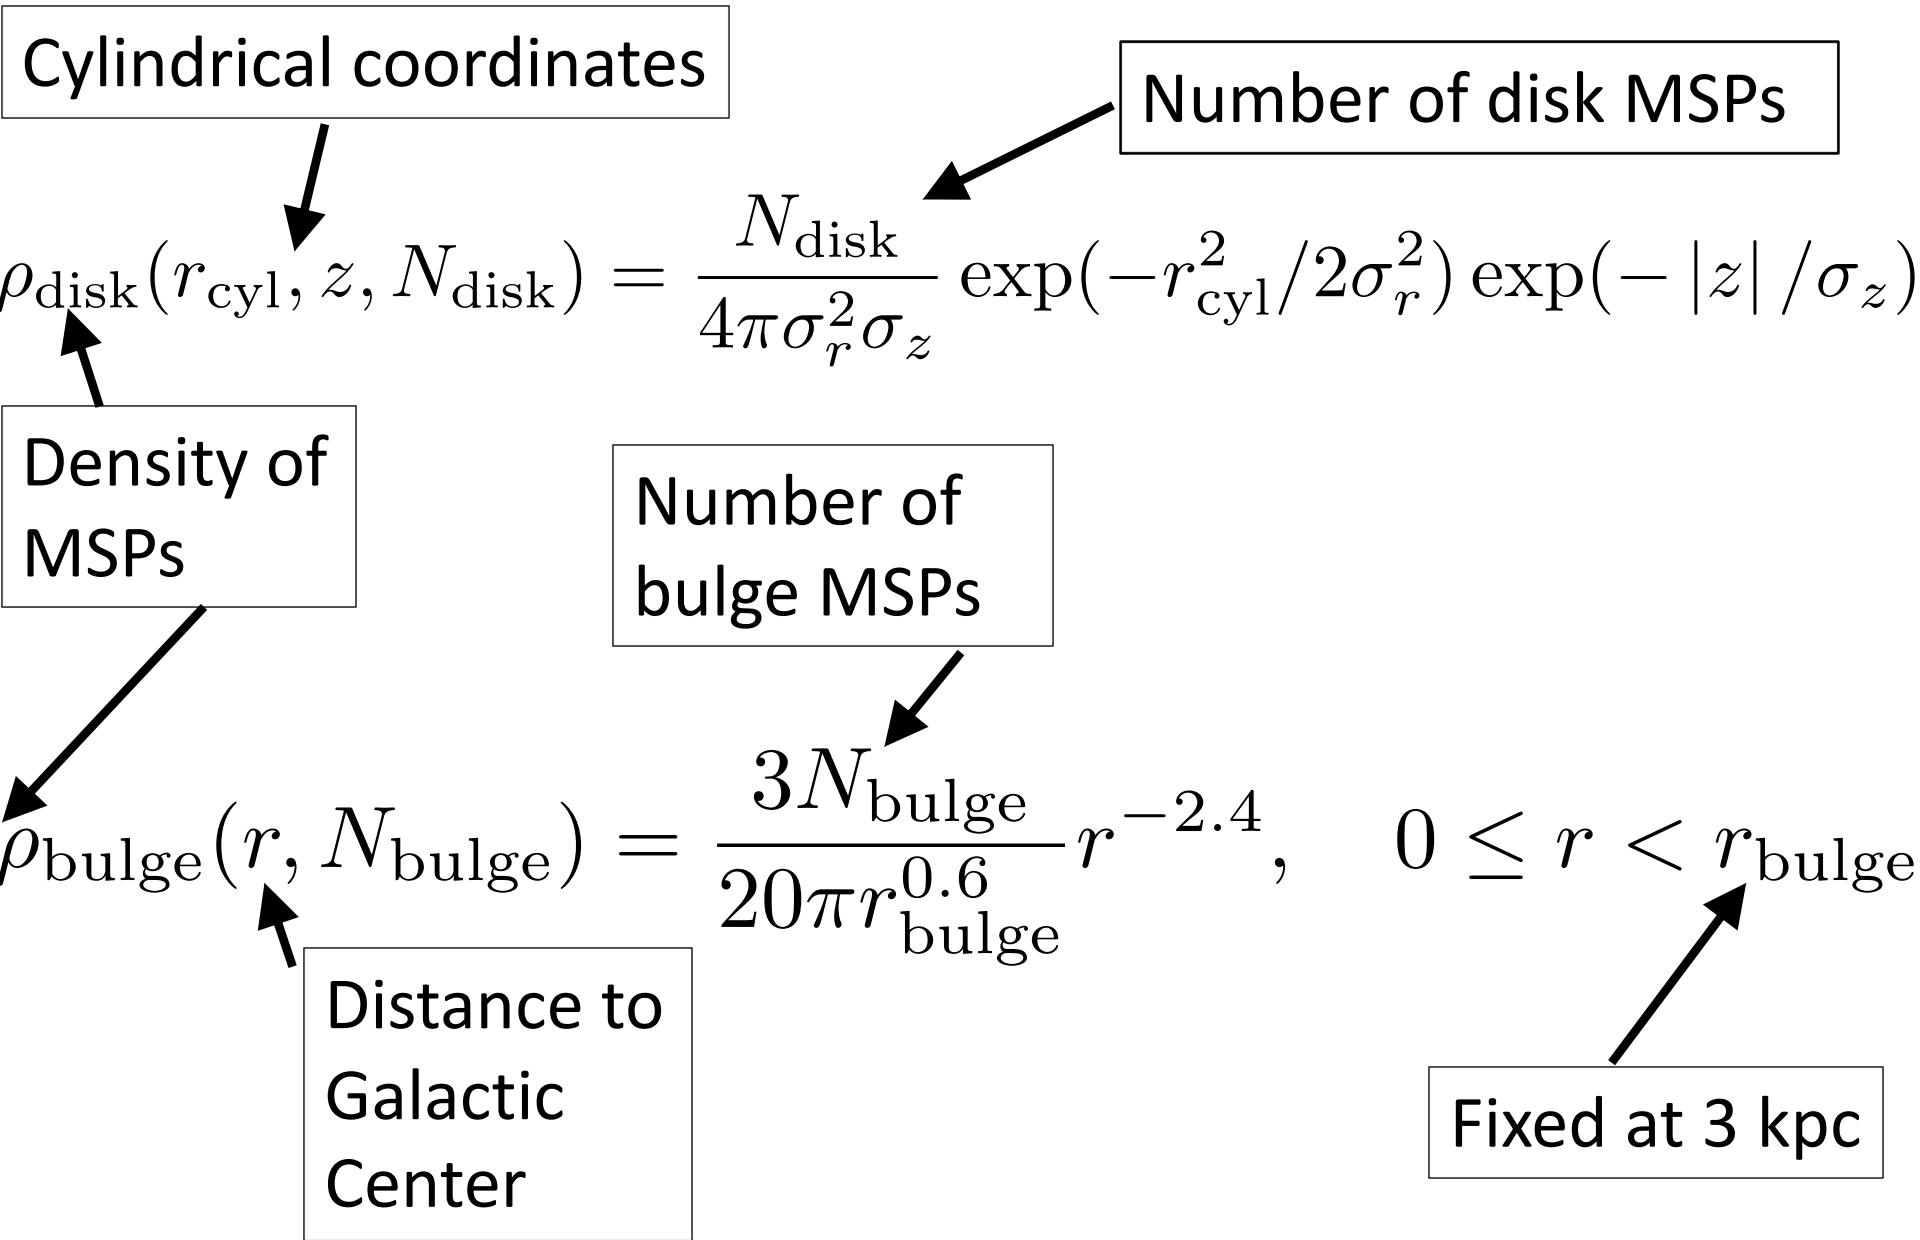 Cylindrical coordinates
Number of disk MSPs
ρ_disk(r_cyl, z, N_disk) = N_disk / (4πσ_r^2 σ_z) exp(−r_cyl^2/2σ_r^2) exp(− |z| /σ_z)
Density of
MSPs
Number of
bulge MSPs
ρ_bulge(r, N_bulge) = 3N_bulge / (20πr_bulge^0.6) r^−2.4, 0 ≤ r < r_bulge
Distance to
Galactic
Center
Fixed at 3 kpc